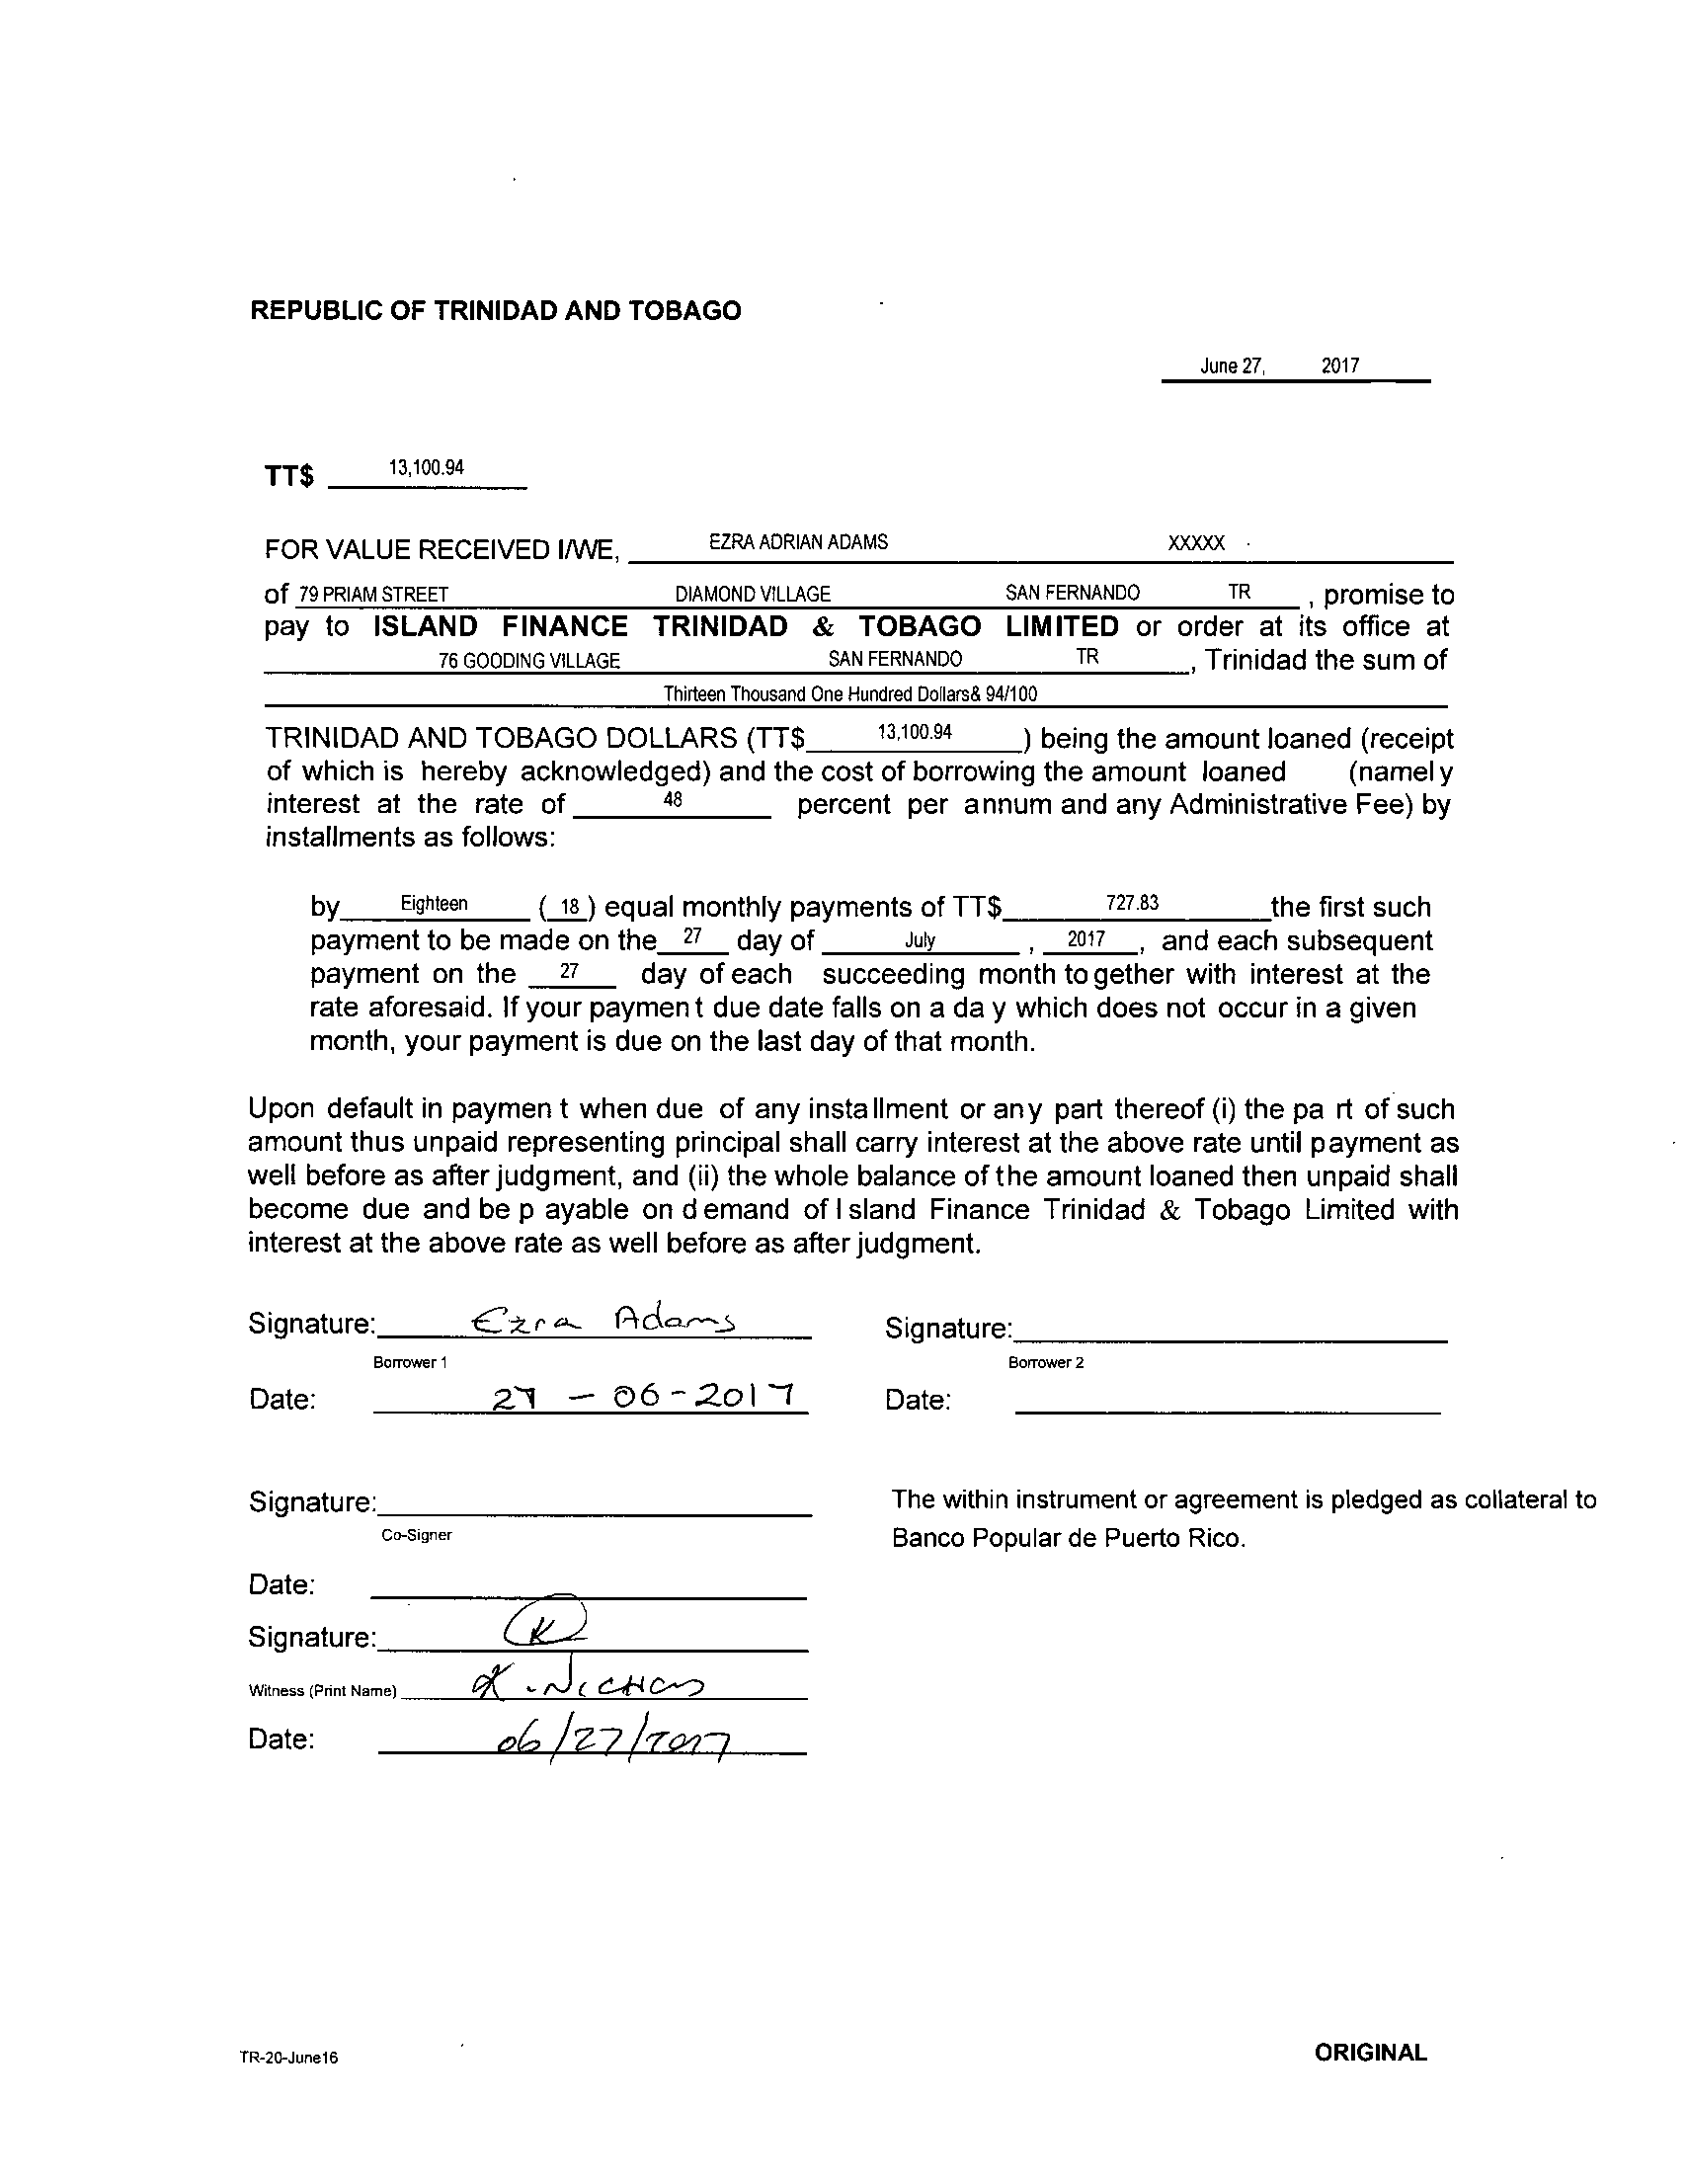 REPUBLIC OF TRINIDAD AND TOBAGO
June 27, 2017
TT$ 13,100.94
FOR VALUE RECEIVED I/WE, EZRA ADRIAN ADAMS XXXXX
of 79 PRIAM STREET DIAMOND VILLAGE SAN FERNANDO TR , promise to
pay to ISLAND FINANCE TRINIDAD & TOBAGO LIMITED or order at its office at
76 GOODING VILLAGE SAN FERNANDO TR , Trinidad the sum of
Thirteen Thousand One Hundred Dollars& 94/100
TRINIDAD AND TOBAGO DOLLARS (TT$ 13,100.94 ) being the amount loaned (receipt
of which is hereby acknowledged) and the cost of borrowing the amount loaned (namely
interest at the rate of 48 percent per annum and any Administrative Fee) by
installments as follows:
by Eighteen ( 18 ) equal monthly payments of TT$ 727.83 the first such
payment to be made on the 27 day of July , 2017 , and each subsequent
payment on the 27 day of each succeeding month together with interest at the
rate aforesaid. If your payment due date falls on a day which does not occur in a given
month, your payment is due on the last day of that month.
Upon default in payment when due of any installment or any part thereof (i) the part of such
amount thus unpaid representing principal shall carry interest at the above rate until payment as
well before as after judgment, and (ii) the whole balance of the amount loaned then unpaid shall
become due and be payable on demand of Island Finance Trinidad & Tobago Limited with
interest at the above rate as well before as after judgment.
Signature: Ezra Adams Signature:
Borrower 1 Borrower 2
Date: 27 - 06 - 2017 Date:
Signature: The within instrument or agreement is pledged as collateral to
Co-Signer Banco Popular de Puerto Rico.
Date:
Signature: K
Witness (Print Name) K.
Date: 06/27/2017
TR-20-June16 ORIGINAL